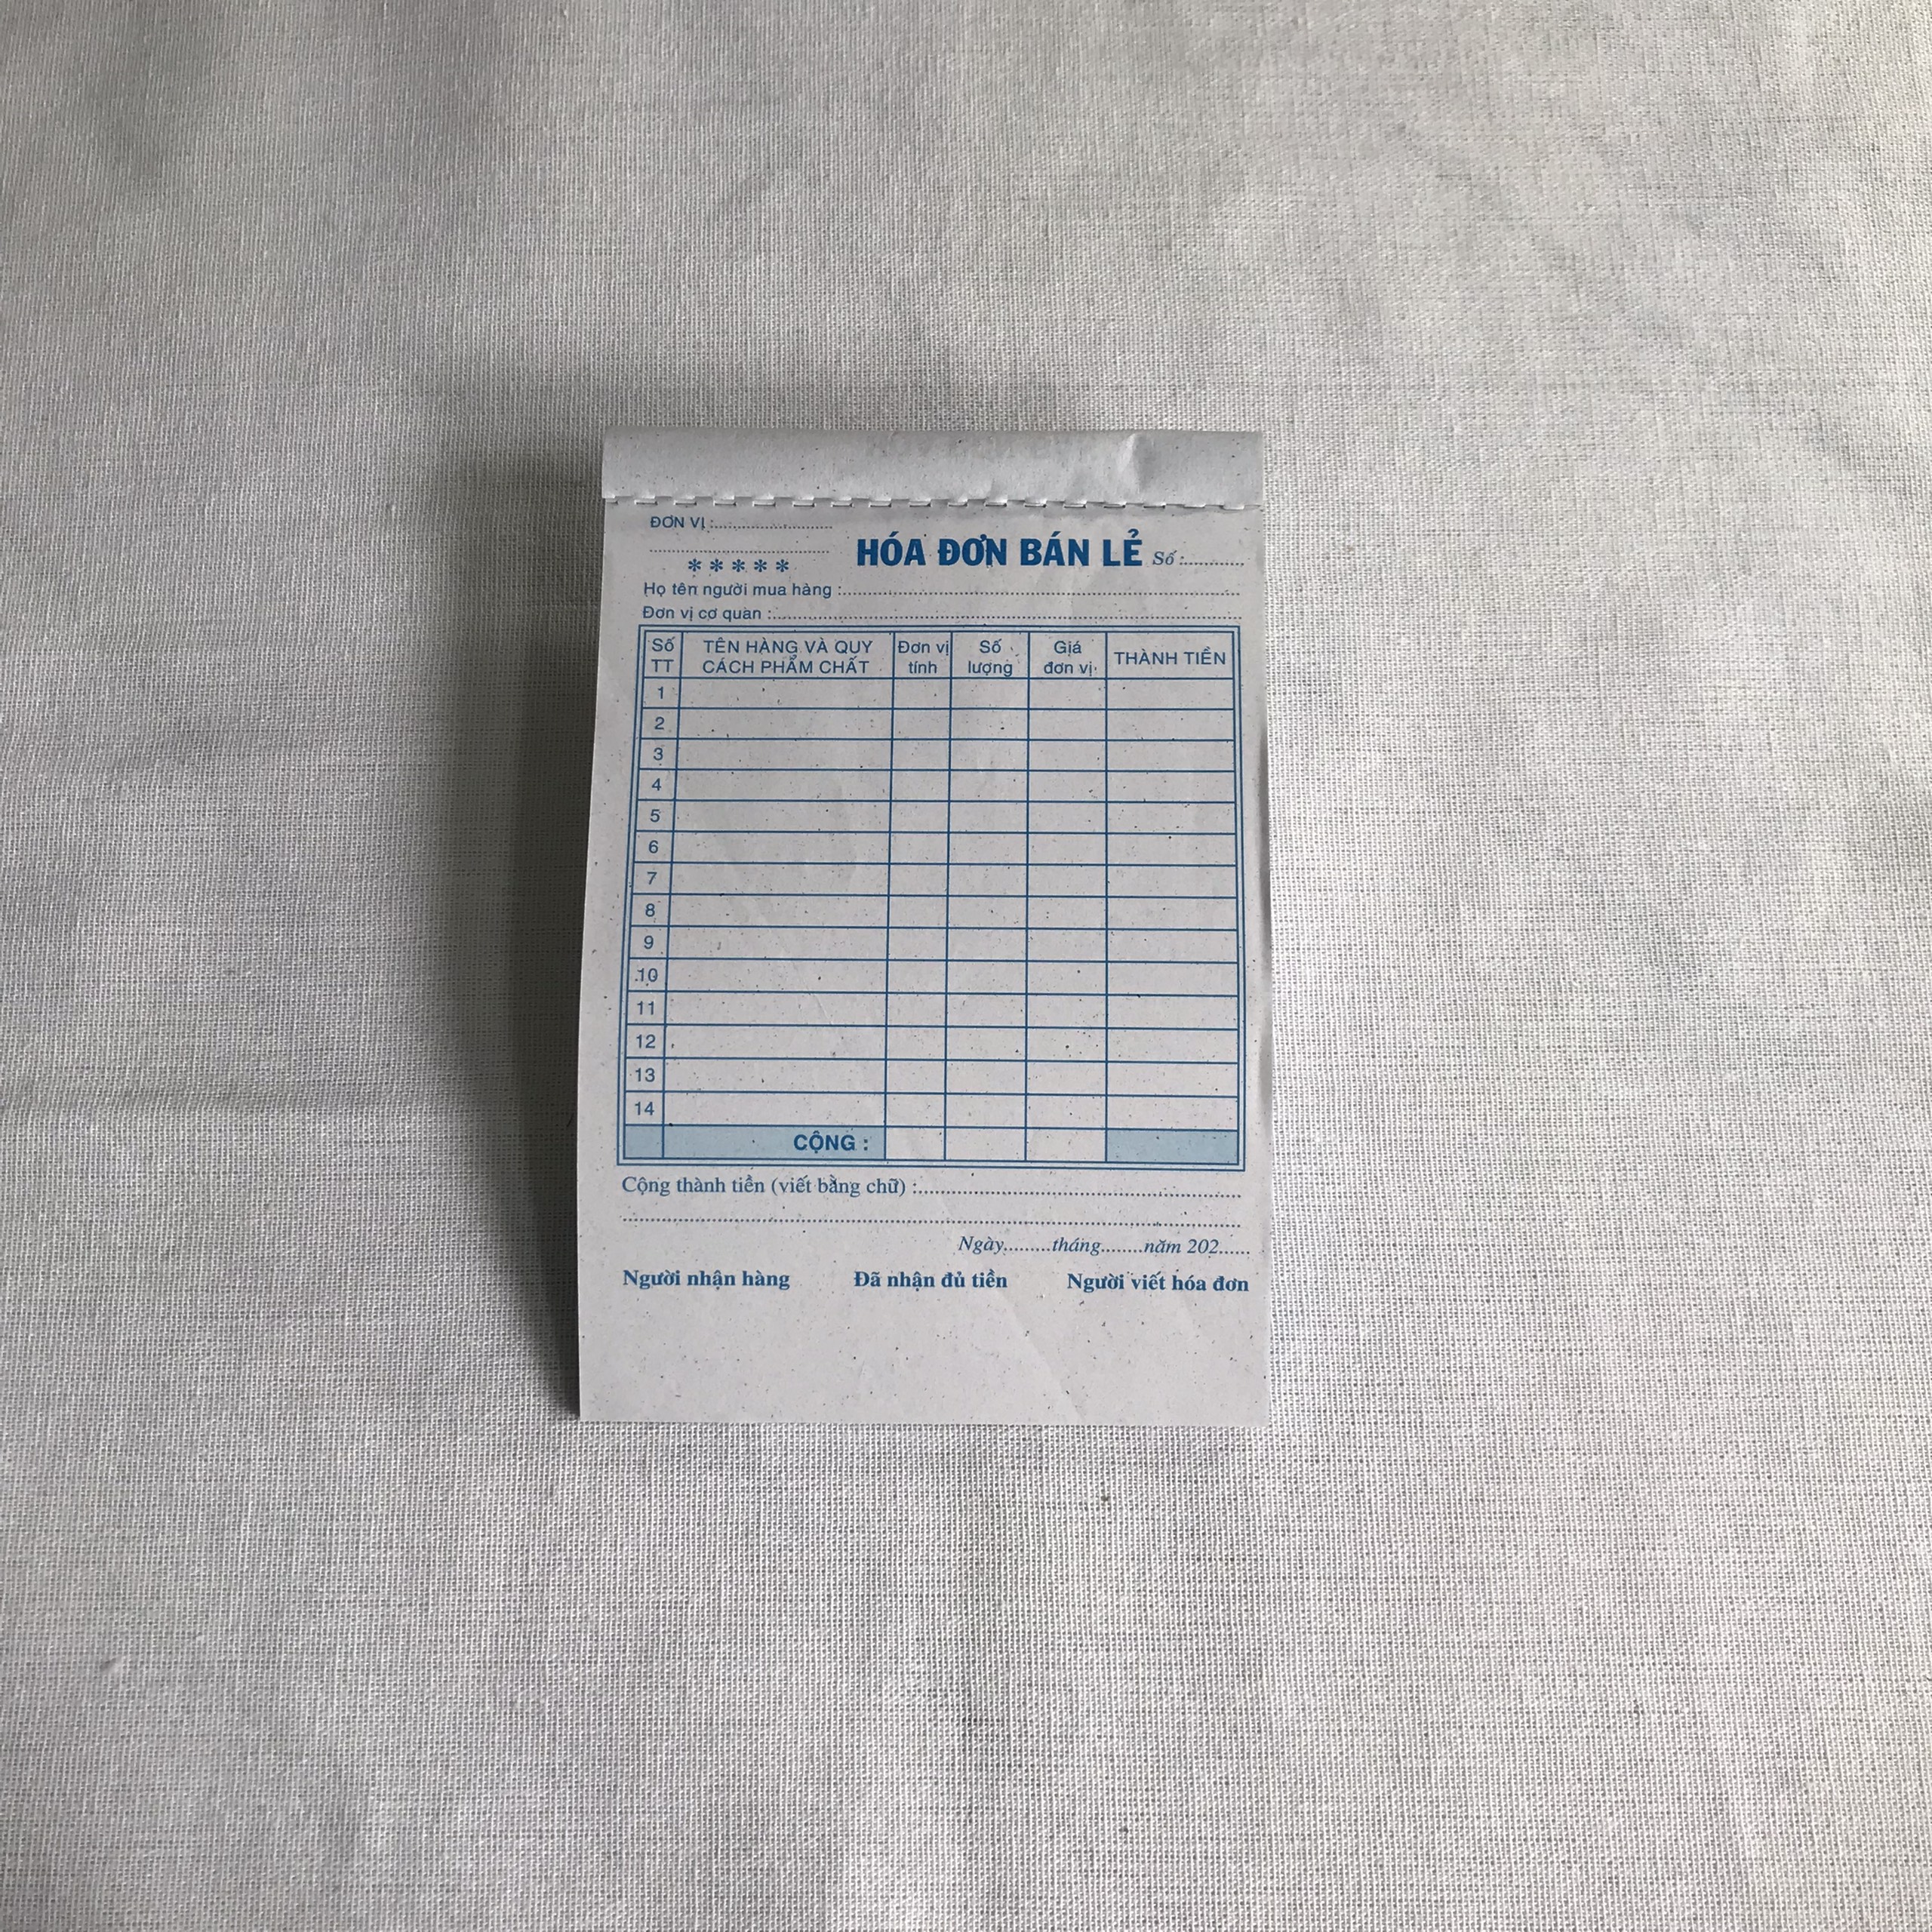 ĐƠN VỊ :........................
........................
*****
HÓA ĐƠN BÁN LẺ Số :............
Họ tên người mua hàng :........................
Đơn vị cơ quan :........................
Số TT TÊN HÀNG VÀ QUY CÁCH PHẨM CHẤT Đơn vị tính Số lượng Giá đơn vị THÀNH TIỀN
1
2
3
4
5
6
7
8
9
10
11
12
13
14
CỘNG :
Cộng thành tiền (viết bằng chữ) :........................
........................
Ngày.........tháng........năm 202......
Người nhận hàng Đã nhận đủ tiền Người viết hóa đơn